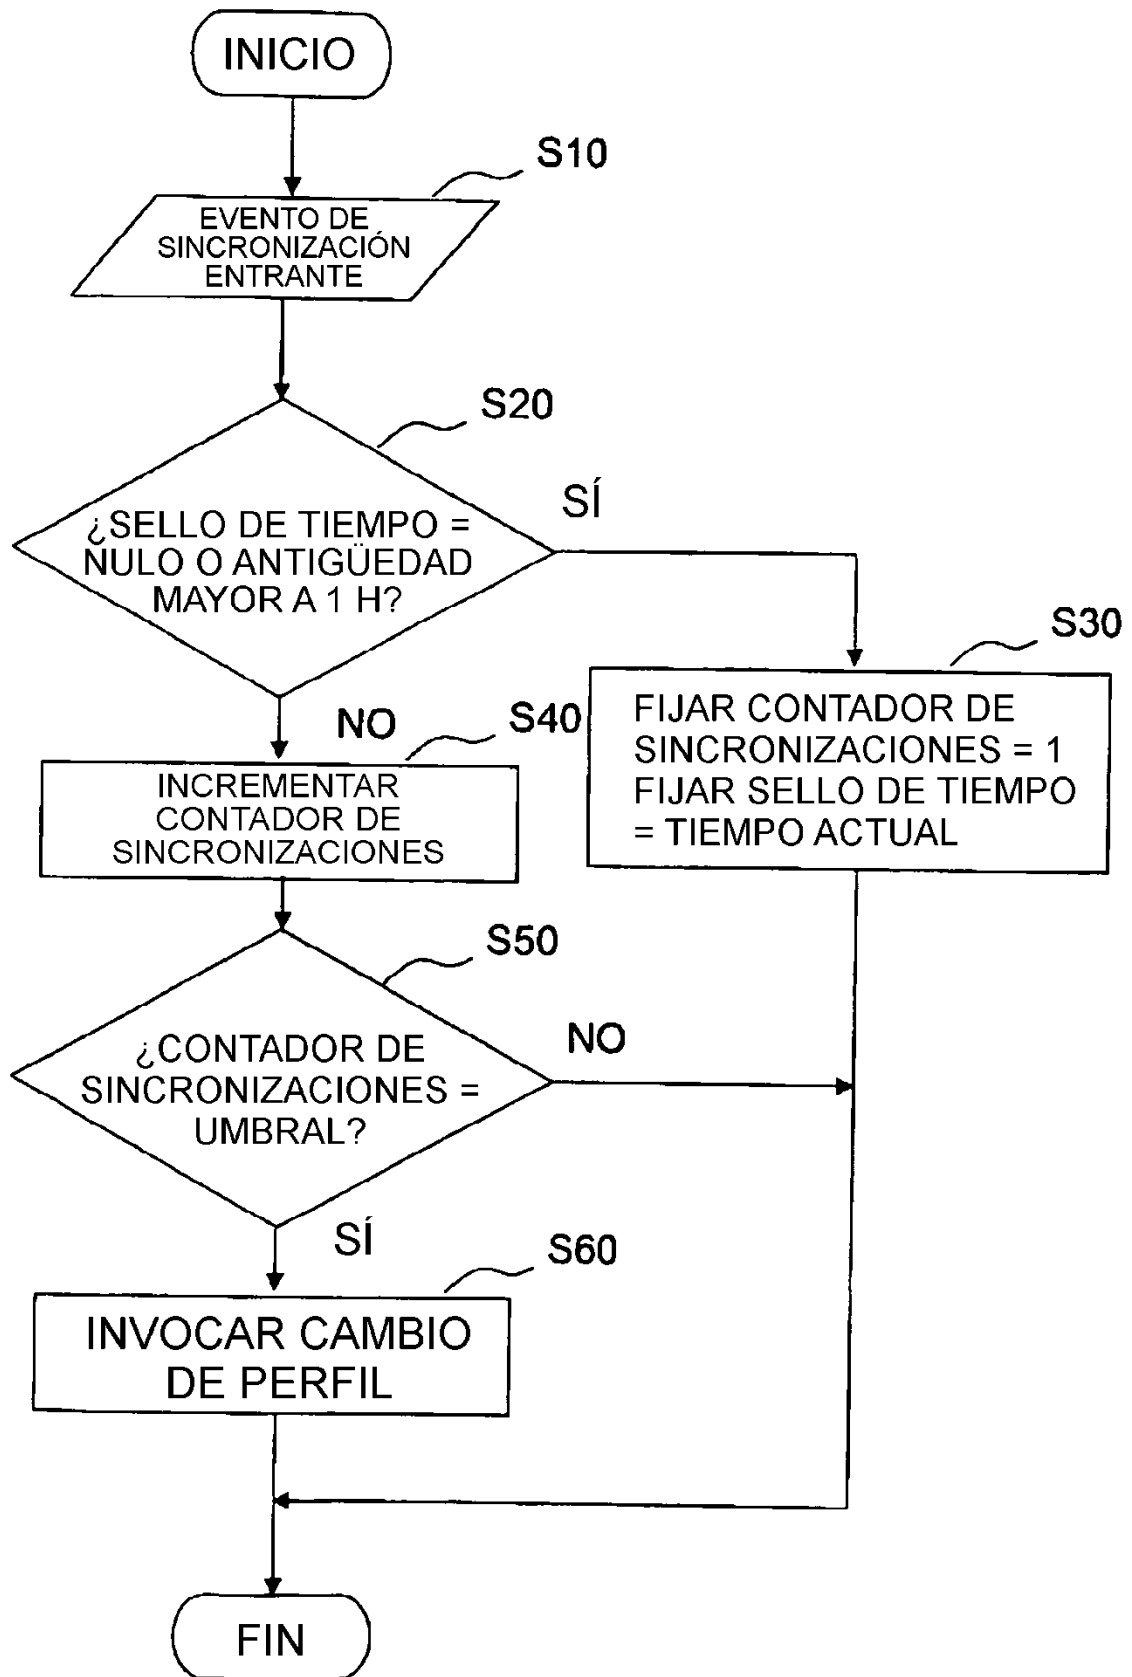 INICIO
S10
EVENTO DE
SINCRONIZACIÓN
ENTRANTE
S20
¿SELLO DE TIEMPO =
NULO O ANTIGÜEDAD
MAYOR A 1 H?
SÍ
S30
FIJAR CONTADOR DE
SINCRONIZACIONES = 1
FIJAR SELLO DE TIEMPO
= TIEMPO ACTUAL
NO
S40
INCREMENTAR
CONTADOR DE
SINCRONIZACIONES
S50
¿CONTADOR DE
SINCRONIZACIONES =
UMBRAL?
NO
SÍ
S60
INVOCAR CAMBIO
DE PERFIL
FIN